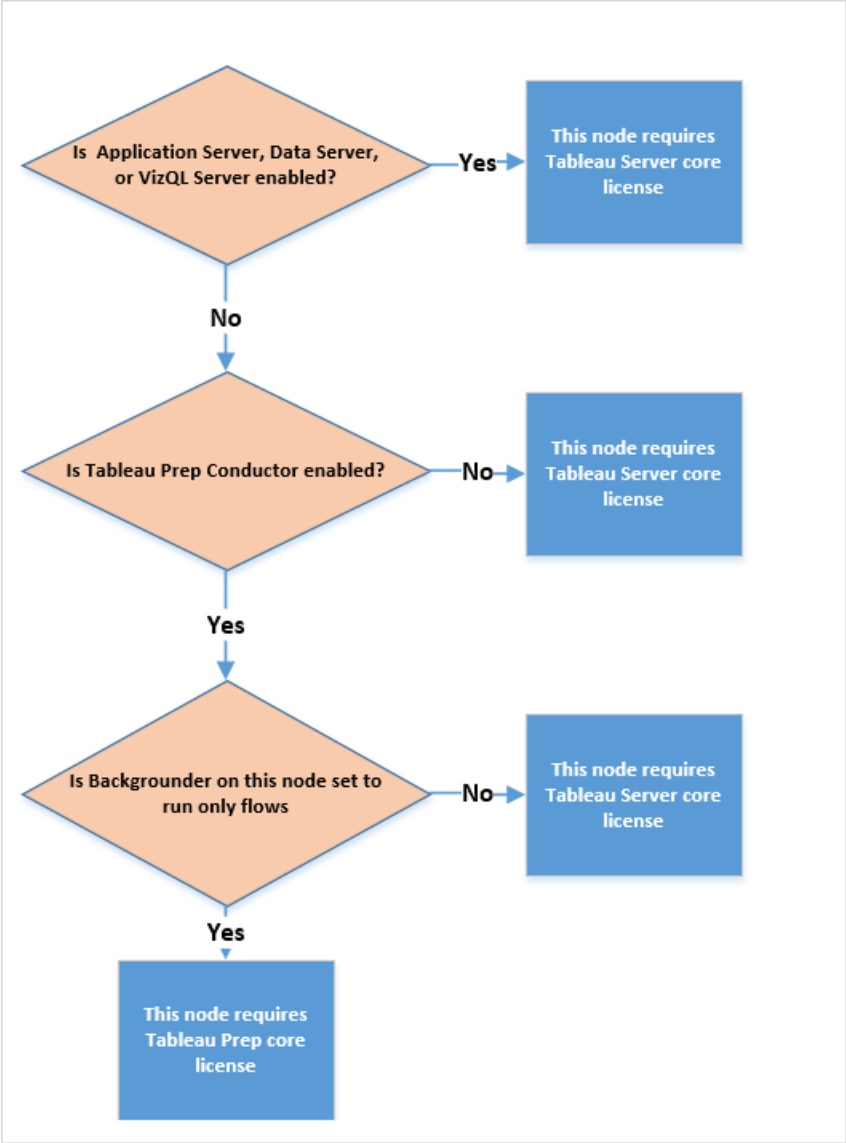 Is Application Server, Data Server,
or VizQL Server enabled?
Yes
This node requires
Tableau Server core
license
No
Is Tableau Prep Conductor enabled?
No
This node requires
Tableau Server core
license
Yes
Is Backgrounder on this node set to
run only flows
No
This node requires
Tableau Server core
license
Yes
This node requires
Tableau Prep core
license